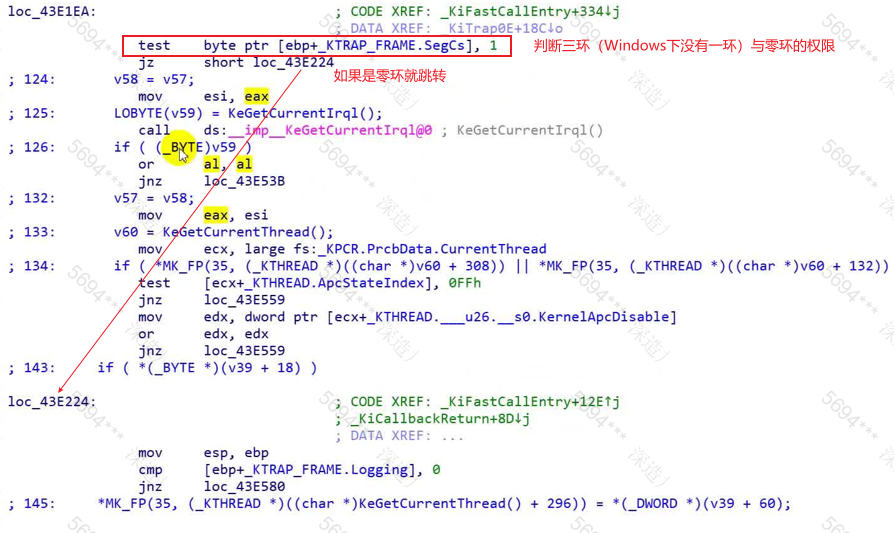 loc_43E1EA: ; CODE XREF: _KiFastCallEntry+334↓j
; DATA XREF: _KiTrap0E+18C↓o
test byte ptr [ebp+_KTRAP_FRAME.SegCs], 1 判断三环（Windows下没有一环）与零环的权限
jz short loc_43E224
如果是零环就跳转
; 124: v58 = v57;
mov esi, eax
; 125: LOBYTE(v59) = KeGetCurrentIrql();
call ds:__imp__KeGetCurrentIrql@0 ; KeGetCurrentIrql()
; 126: if ( (_BYTE)v59 )
or al, al
jnz loc_43E53B
; 132: v57 = v58;
mov eax, esi
; 133: v60 = KeGetCurrentThread();
mov ecx, large fs:_KPCR.PrcbData.CurrentThread
; 134: if ( *MK_FP(35, (_KTHREAD *)((char *)v60 + 308)) || *MK_FP(35, (_KTHREAD *)((char *)v60 + 132))
test [ecx+_KTHREAD.ApcStateIndex], 0FFh
jnz loc_43E559
mov edx, dword ptr [ecx+_KTHREAD.___u26.__s0.KernelApcDisable]
or edx, edx
jnz loc_43E559
; 143: if ( *(_BYTE *)(v39 + 18) )
loc_43E224: ; CODE XREF: _KiFastCallEntry+12E↑j
; _KiCallbackReturn+8D↓j
; DATA XREF: ...
mov esp, ebp
cmp [ebp+_KTRAP_FRAME.Logging], 0
jnz loc_43E580
; 145: *MK_FP(35, (_KTHREAD *)((char *)KeGetCurrentThread() + 296)) = *(_DWORD *)(v39 + 60);